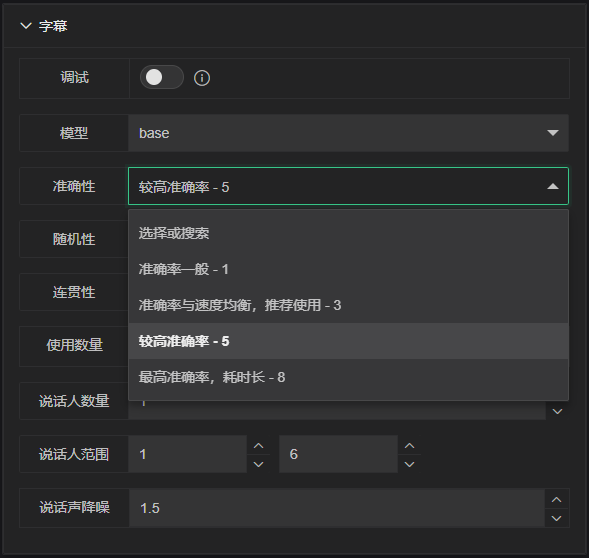 字幕
调试
模型 base
准确性 较高准确率 - 5
选择或搜索
随机性
准确率一般 - 1
连贯性
准确率与速度均衡，推荐使用 - 3
使用数量
较高准确率 - 5
最高准确率，耗时长 - 8
说话人数量
说话人范围 1 6
说话声降噪 1.5